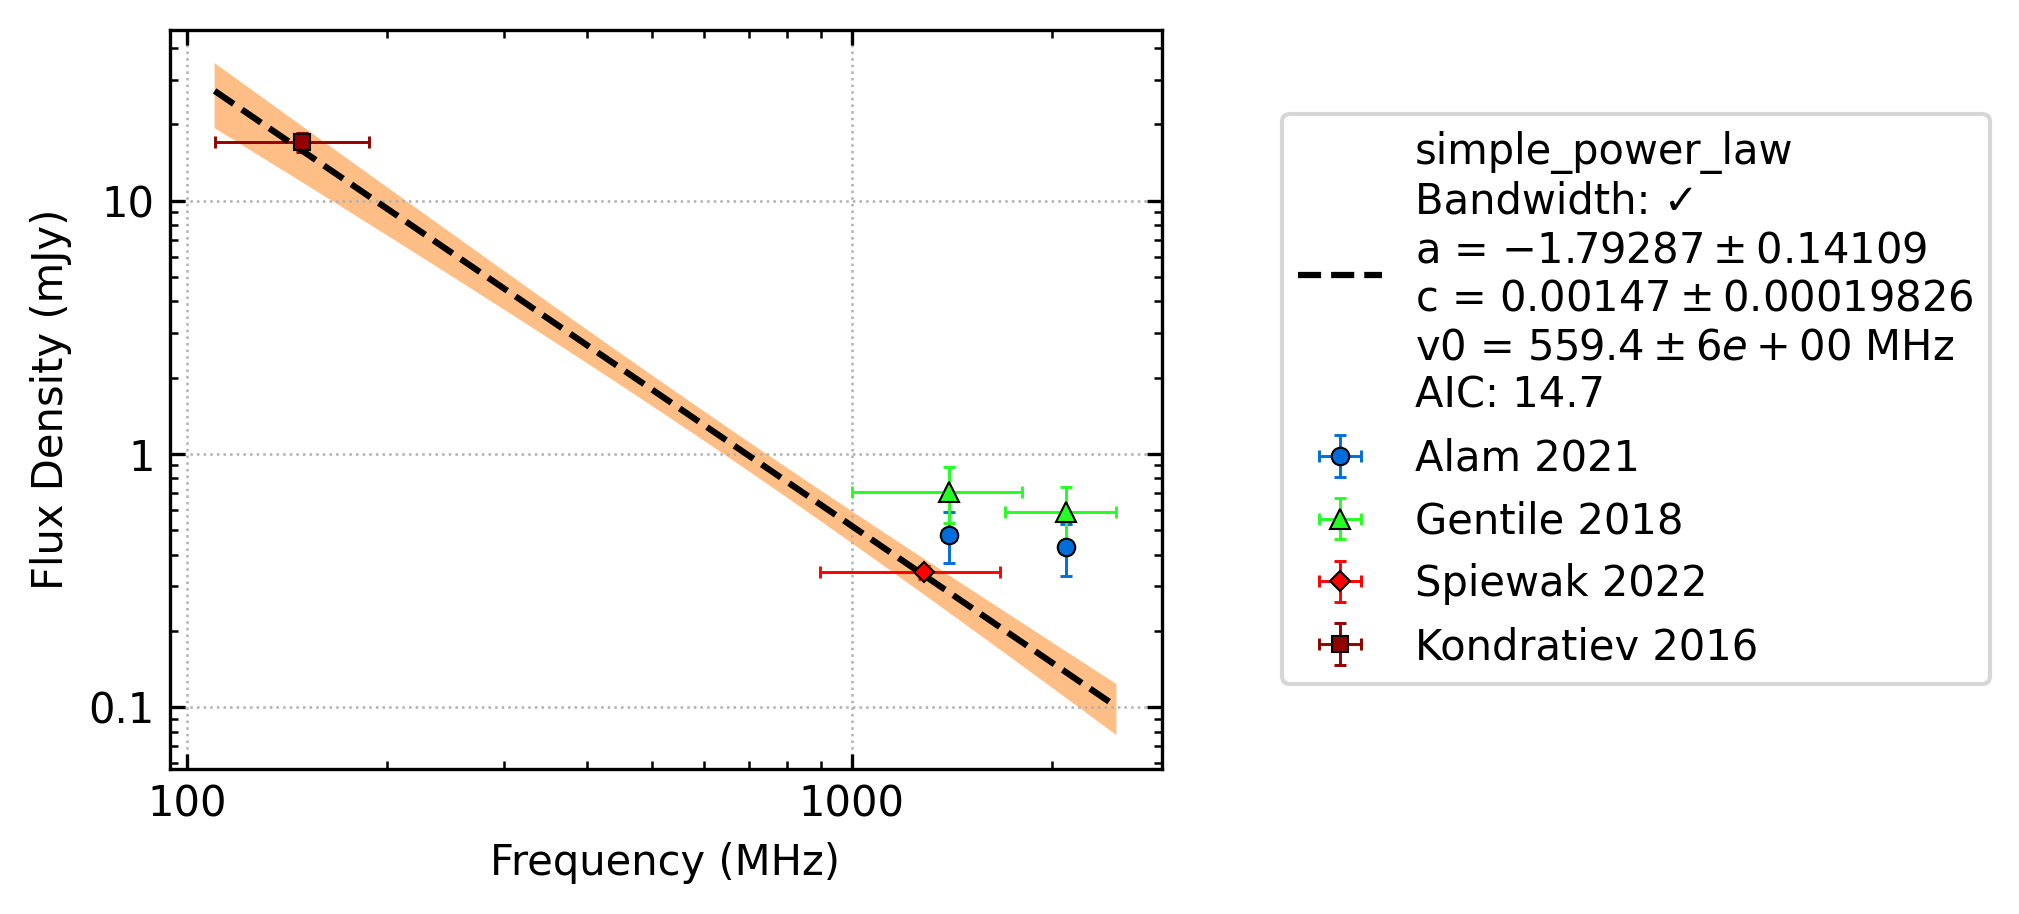 10
1
0.1
100
1000
Flux Density (mJy)
Frequency (MHz)
simple_power_law
Bandwidth: ✓
a = −1.79287 ± 0.14109
c = 0.00147 ± 0.00019826
v0 = 559.4 ± 6e + 00 MHz
AIC: 14.7
Alam 2021
Gentile 2018
Spiewak 2022
Kondratiev 2016